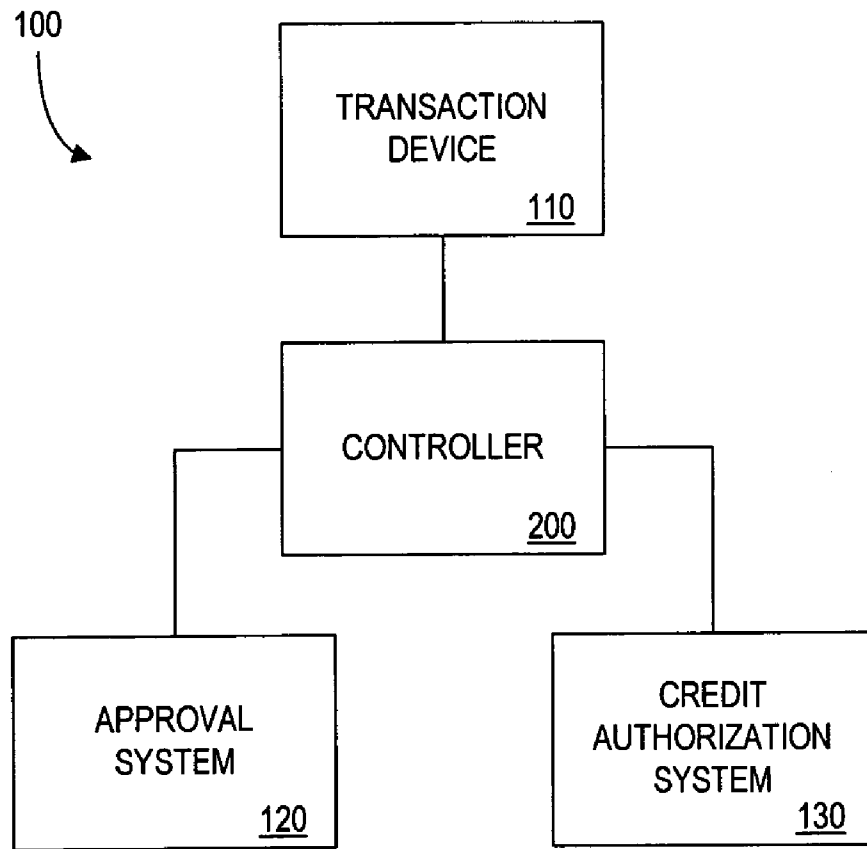 100
TRANSACTION
DEVICE
110
CONTROLLER
200
APPROVAL
SYSTEM
120
CREDIT
AUTHORIZATION
SYSTEM
130